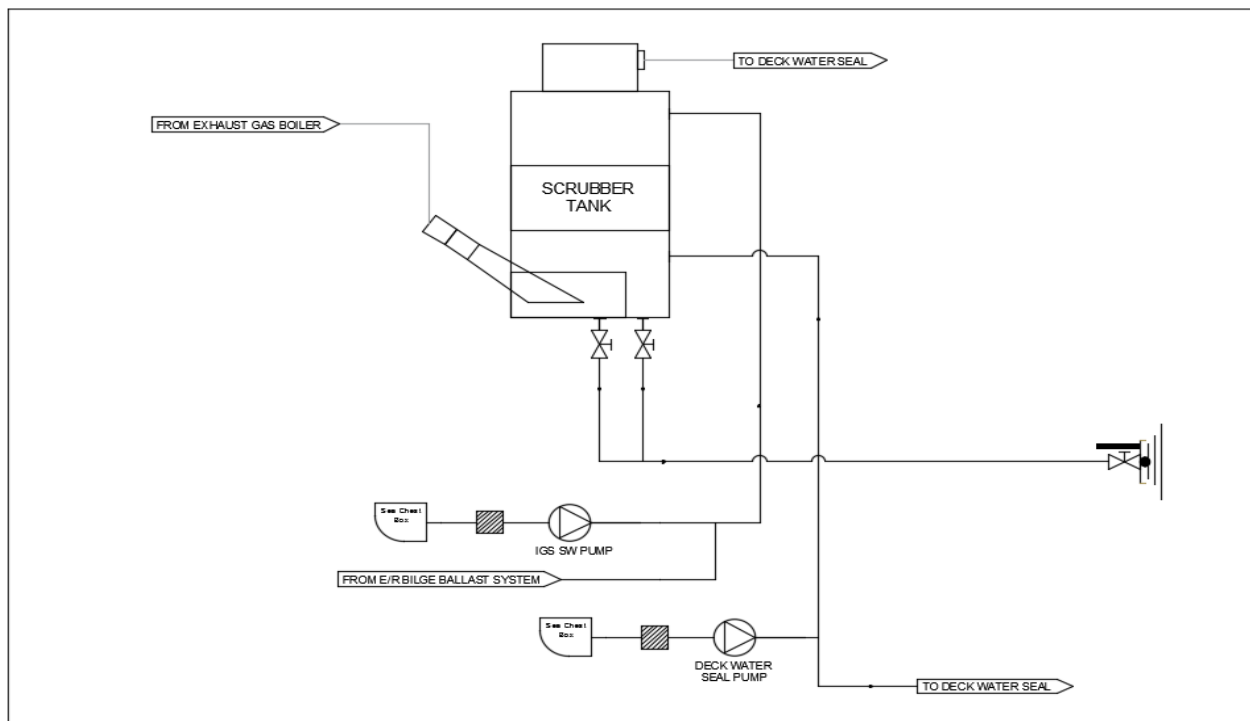 TO DECK WATER SEAL
FROM EXHAUST GAS BOILER
SCRUBBER
TANK
Sea Chest
Box
IGS SW PUMP
FROM E/R BILGE BALLAST SYSTEM
Sea Chest
Box
DECK WATER
SEAL PUMP
TO DECK WATER SEAL